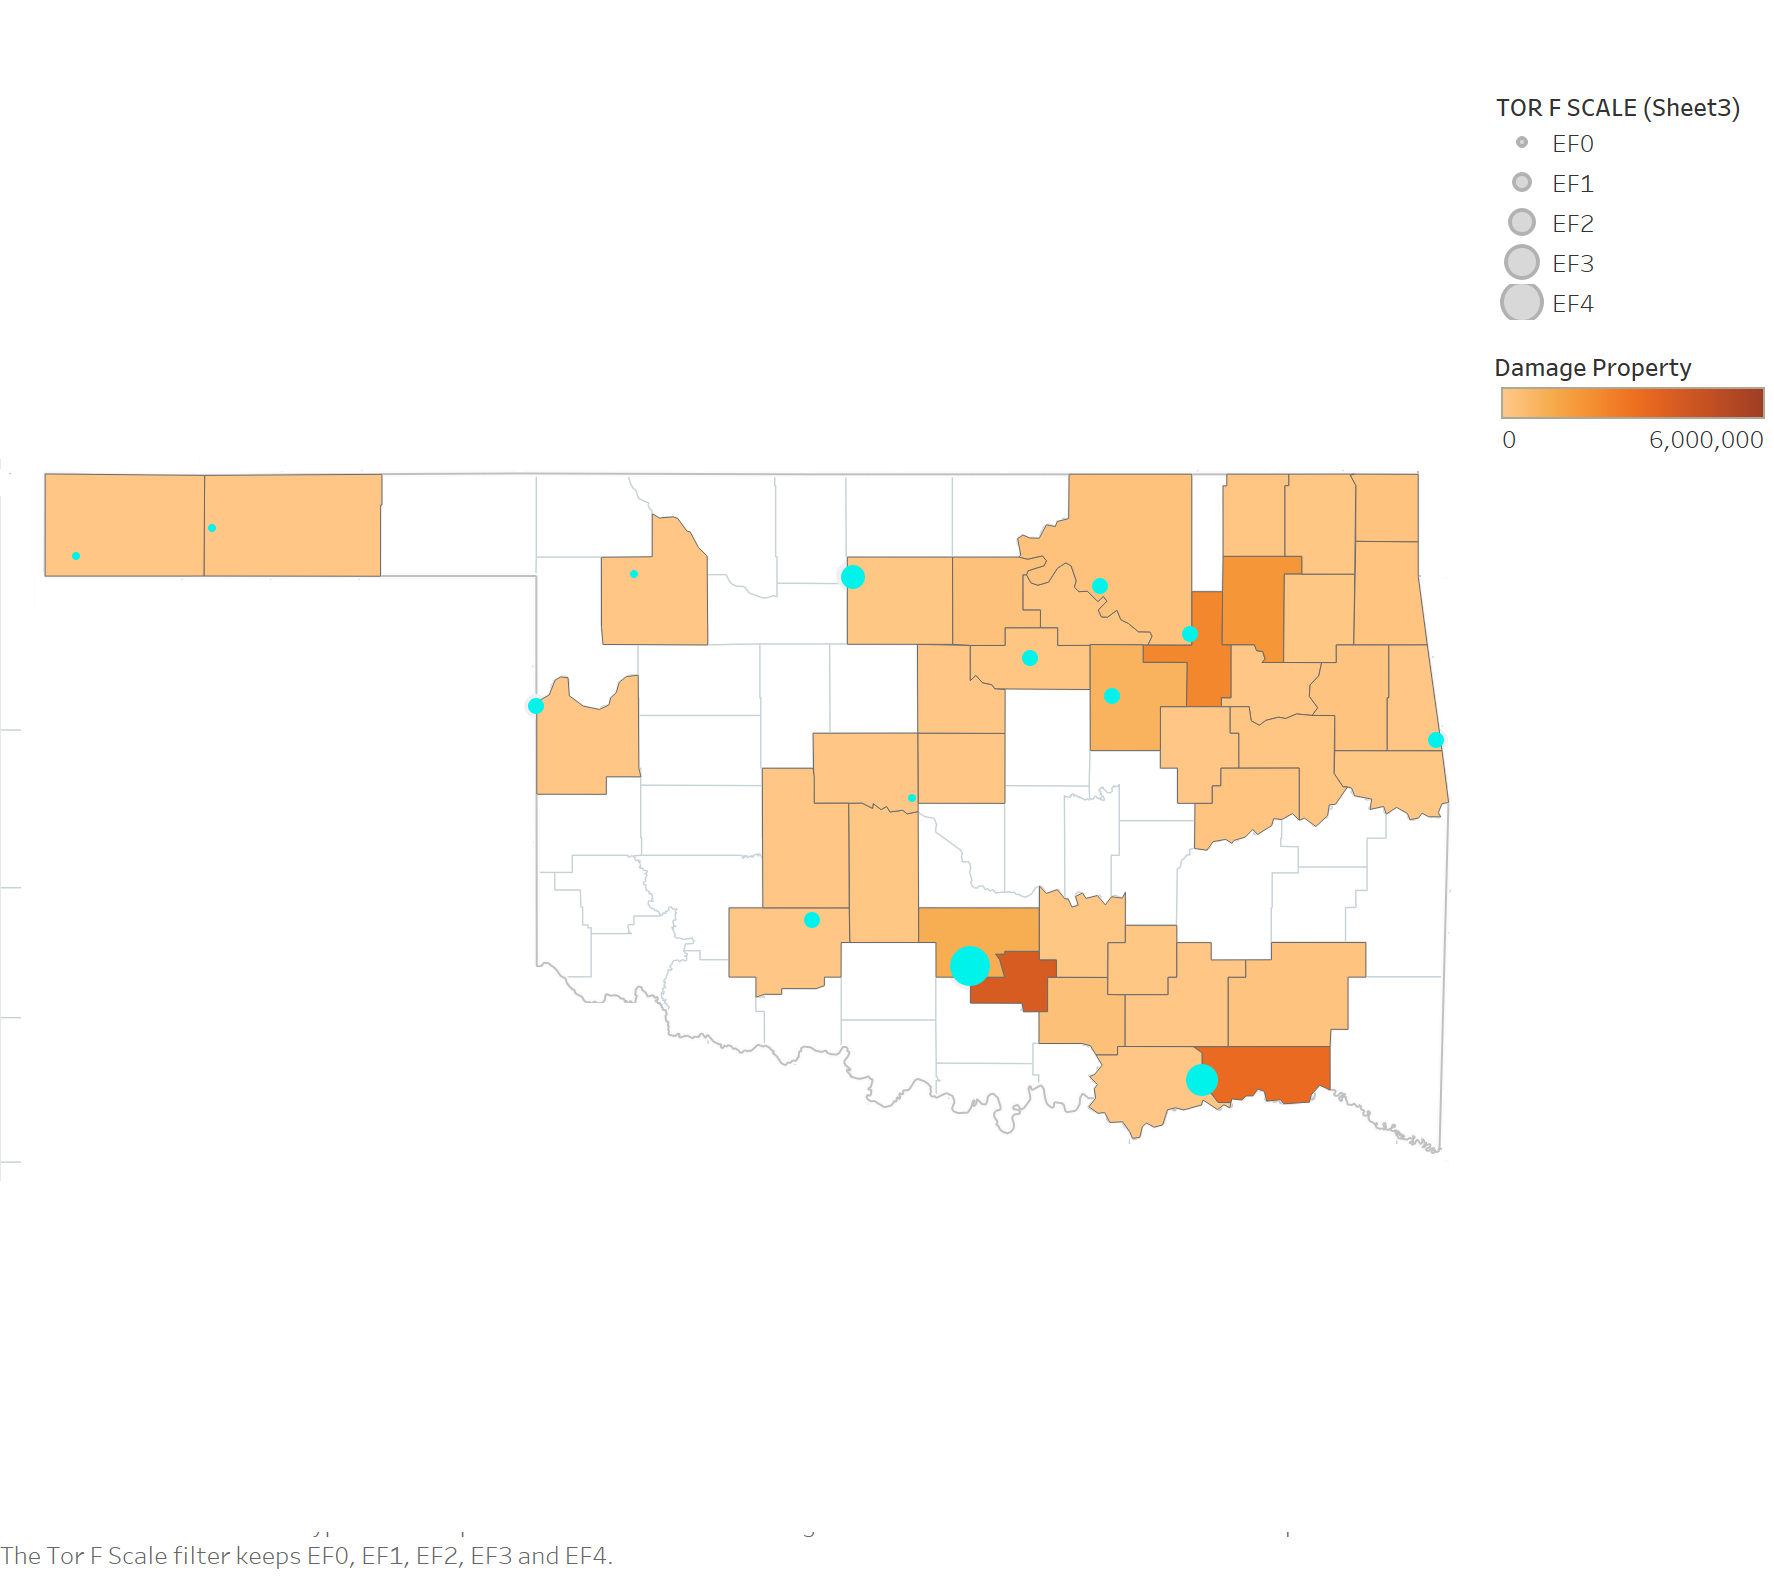 TOR F SCALE (Sheet3)
EF0
EF1
EF2
EF3
EF4
Damage Property
0 6,000,000
The Tor F Scale filter keeps EF0, EF1, EF2, EF3 and EF4.